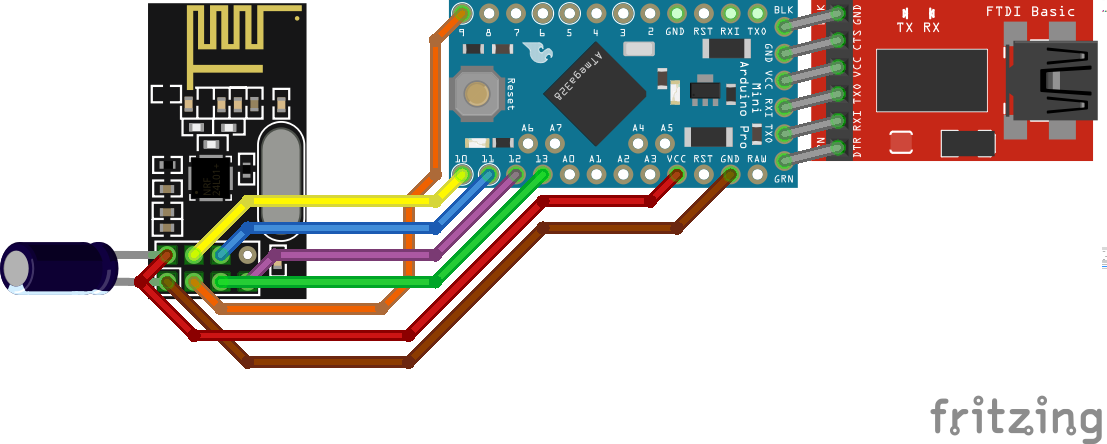 9 8 7 6 5 4 3 2 GND RST RXI TXO
BLK
GND
VCC
RXI
TXO
GRN
Reset
ATmega328
Arduino Pro
Mini
A6 A7 A4 A5
10 11 12 13 A0 A1 A2 A3 VCC RST GND RAW
FTDI Basic
TX RX
GND
CTS
VCC
TXO
RXI
DTR
NRF
24L01+
fritzing